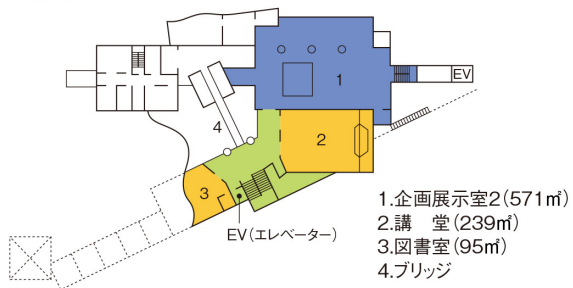 EV
1
2
4
3
EV(エレベーター)
1.企画展示室2(571㎡)
2.講　堂(239㎡)
3.図書室(95㎡)
4.ブリッジ